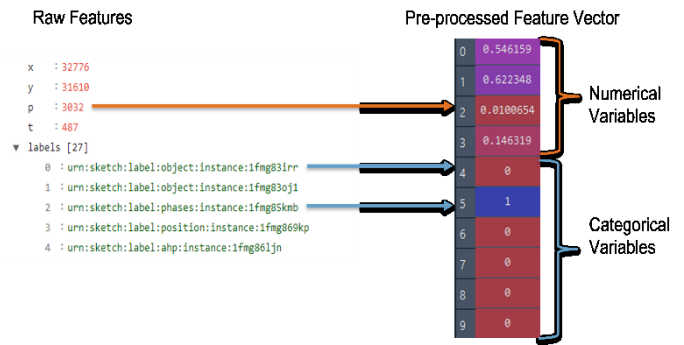 Raw Features
Pre-processed Feature Vector
x : 32776
y : 31610
p : 3032
t : 487
▼ labels [27]
0 : urn:sketch:label:object:instance:1fmg83irr
1 : urn:sketch:label:object:instance:1fmg83oj1
2 : urn:sketch:label:phases:instance:1fmg85kmb
3 : urn:sketch:label:position:instance:1fmg869kp
4 : urn:sketch:label:ahp:instance:1fmg86ljn
0 0.546159
1 0.622348
2 0.0100654
3 0.146319
4 0
5 1
6 0
7 0
8 0
9 0
Numerical
Variables
Categorical
Variables